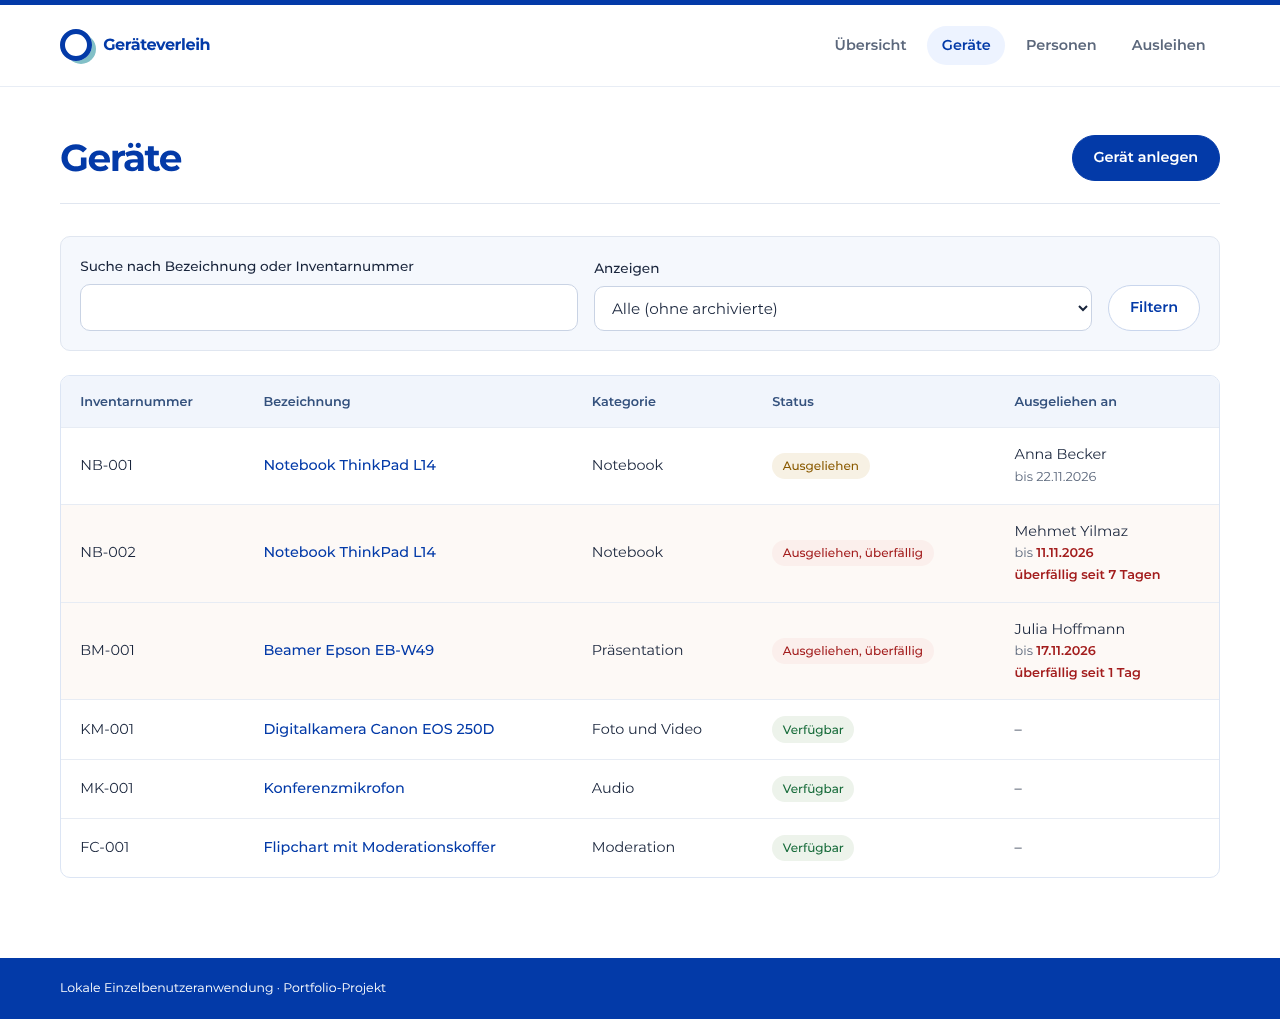 Geräteverleih
Übersicht
Geräte
Personen
Ausleihen
Geräte
Gerät anlegen
Suche nach Bezeichnung oder Inventarnummer
Anzeigen
Alle (ohne archivierte)
Filtern
Inventarnummer Bezeichnung Kategorie Status Ausgeliehen an
NB-001 Notebook ThinkPad L14 Notebook Ausgeliehen Anna Becker
bis 22.11.2026
NB-002 Notebook ThinkPad L14 Notebook Ausgeliehen, überfällig Mehmet Yilmaz
bis 11.11.2026
überfällig seit 7 Tagen
BM-001 Beamer Epson EB-W49 Präsentation Ausgeliehen, überfällig Julia Hoffmann
bis 17.11.2026
überfällig seit 1 Tag
KM-001 Digitalkamera Canon EOS 250D Foto und Video Verfügbar –
MK-001 Konferenzmikrofon Audio Verfügbar –
FC-001 Flipchart mit Moderationskoffer Moderation Verfügbar –
Lokale Einzelbenutzeranwendung · Portfolio-Projekt